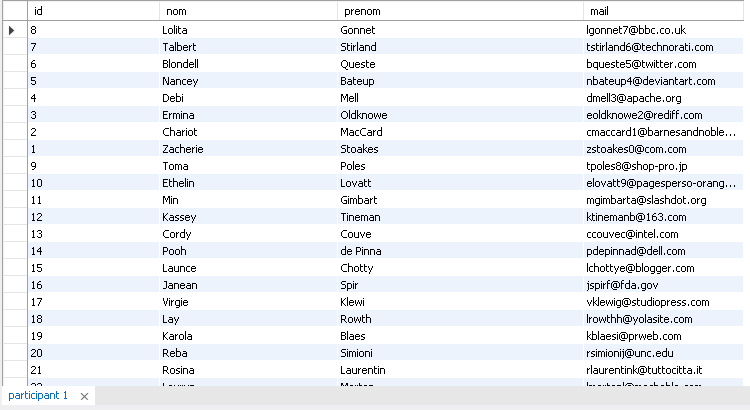 id nom prenom mail
8 Lolita Gonnet lgonnet7@bbc.co.uk
7 Talbert Stirland tstirland6@technorati.com
6 Blondell Queste bqueste5@twitter.com
5 Nancey Bateup nbateup4@deviantart.com
4 Debi Mell dmell3@apache.org
3 Ermina Oldknowe eoldknowe2@rediff.com
2 Chariot MacCard cmaccard1@barnesandnoble...
1 Zacherie Stoakes zstoakes0@com.com
9 Toma Poles tpoles8@shop-pro.jp
10 Ethelin Lovatt elovatt9@pagesperso-orang...
11 Min Gimbart mgimbarta@slashdot.org
12 Kassey Tineman ktinemanb@163.com
13 Cordy Couve ccouvec@intel.com
14 Pooh de Pinna pdepinnad@dell.com
15 Launce Chotty lchottye@blogger.com
16 Janean Spir jspirf@fda.gov
17 Virgie Klewi vklewig@studiopress.com
18 Lay Rowth lrowthh@yolasite.com
19 Karola Blaes kblaesi@prweb.com
20 Reba Simioni rsimionij@unc.edu
21 Rosina Laurentin rlaurentink@tuttocitta.it
participant 1